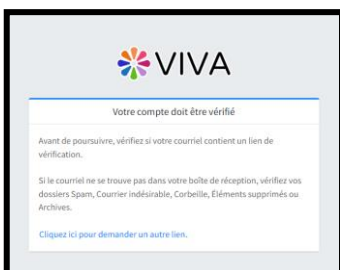 VIVA
Votre compte doit être vérifié
Avant de poursuivre, vérifiez si votre courriel contient un lien de
vérification.
Si le courriel ne se trouve pas dans votre boîte de réception, vérifiez vos
dossiers Spam, Courrier indésirable, Corbeille, Éléments supprimés ou
Archives.
Cliquez ici pour demander un autre lien.